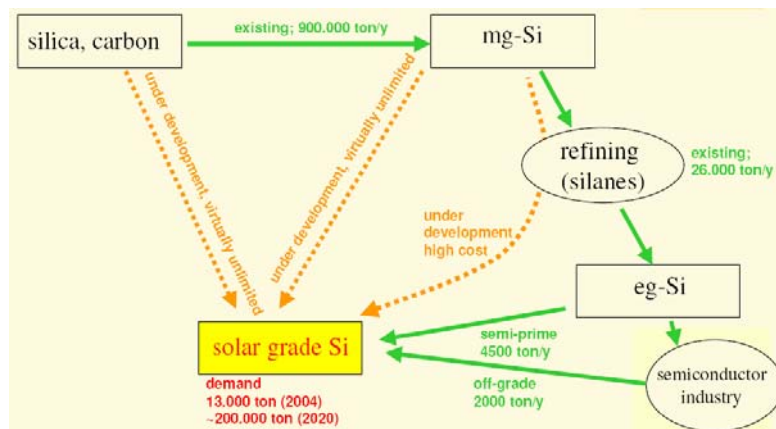 silica, carbon
existing; 900.000 ton/y
mg-Si
under development, virtually unlimited
under development, virtually unlimited
refining
(silanes)
existing;
26.000 ton/y
under
development
high cost
eg-Si
solar grade Si
semi-prime
4500 ton/y
demand
13.000 ton (2004)
~200.000 ton (2020)
off-grade
2000 ton/y
semiconductor
industry